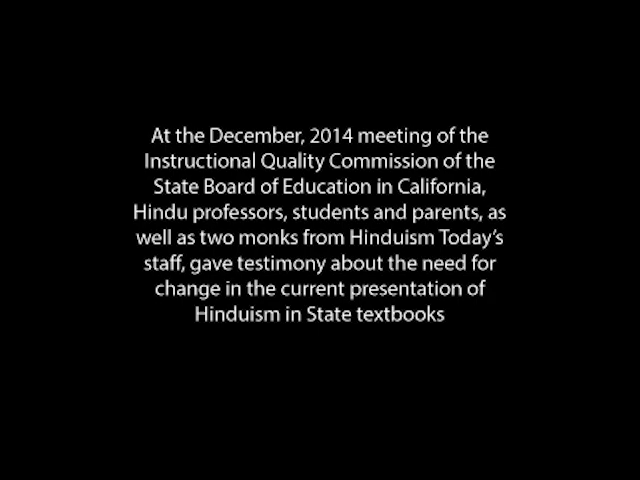 At the December, 2014 meeting of the
Instructional Quality Commission of the
State Board of Education in California,
Hindu professors, students and parents, as
well as two monks from Hinduism Today’s
staff, gave testimony about the need for
change in the current presentation of
Hinduism in State textbooks